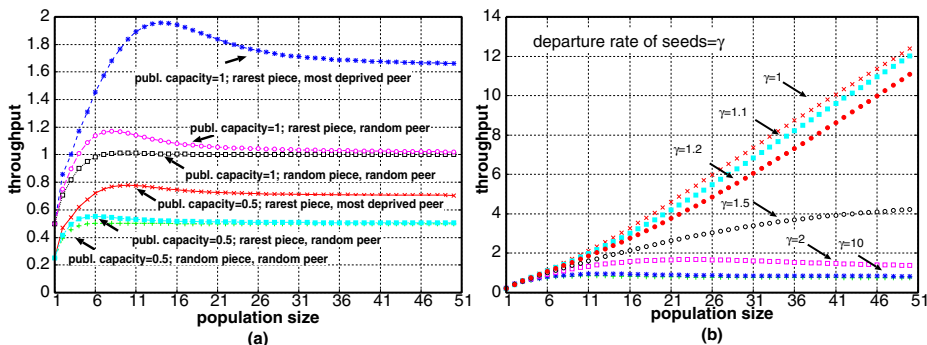 2
1.8
1.6
1.4
1.2
1
0.8
0.6
0.4
0.2
0
throughput
publ. capacity=1; rarest piece, most deprived peer
publ. capacity=1; rarest piece, random peer
publ. capacity=1; random piece, random peer
publ. capacity=0.5; rarest piece, most deprived peer
publ. capacity=0.5; rarest piece, random peer
publ. capacity=0.5; random piece, random peer
1 6 11 16 21 26 31 36 41 46 51
population size
(a)
14
12
10
8
6
4
2
0
throughput
departure rate of seeds=γ
γ=1
γ=1.1
γ=1.2
γ=1.5
γ=2
γ=10
1 6 11 16 21 26 31 36 41 46 51
population size
(b)